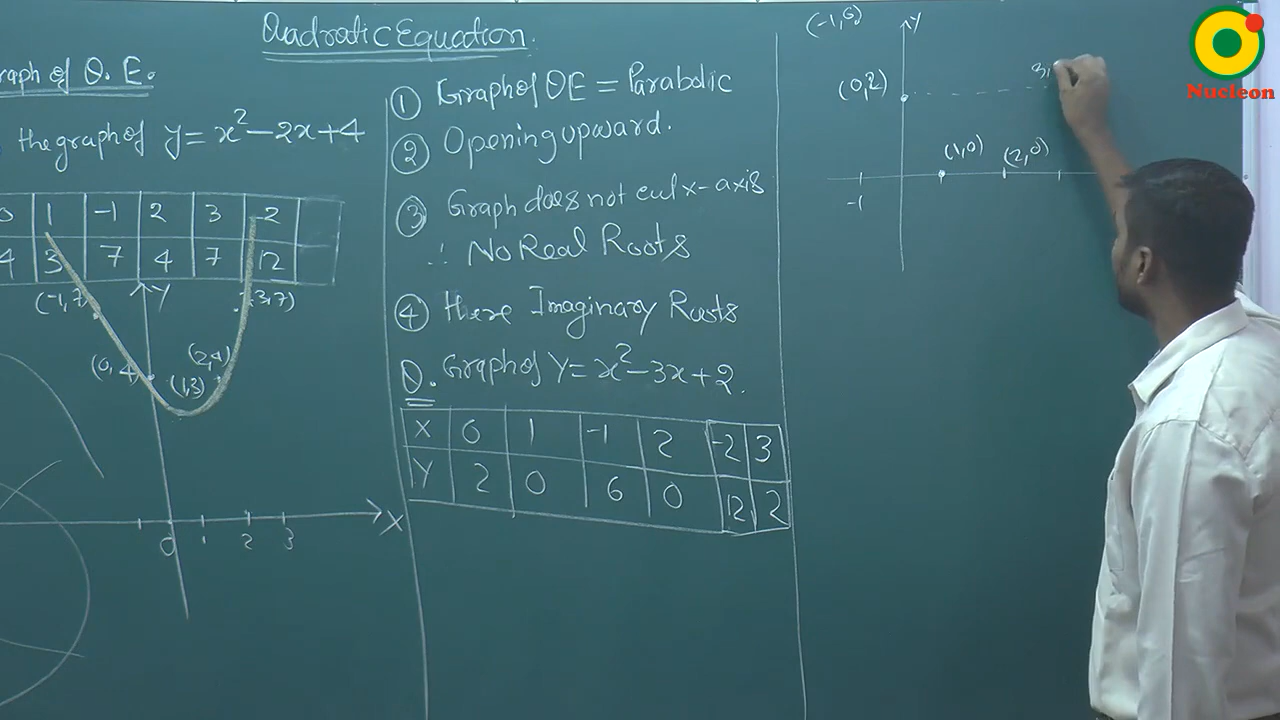 Quadratic Equation.
raph of Q. E.
the graph of y = x² - 2x + 4
0 1 -1 2 3 -2
4 3 7 4 7 12
(-1,7) Y (3,7)
(0,4) (1,3) (2,4)
0 1 2 3 X
① Graph of QE = Parabolic
② Opening upward.
③ Graph does not cut x-axis
∴ No Real Roots
④ there Imaginary Roots
Q. Graph of Y = x² - 3x + 2.
X 0 1 -1 2 -2 3
Y 2 0 6 0 12 2
(-1,6) Y
(0,2) 3,
(1,0) (2,0)
-1
Nucleon